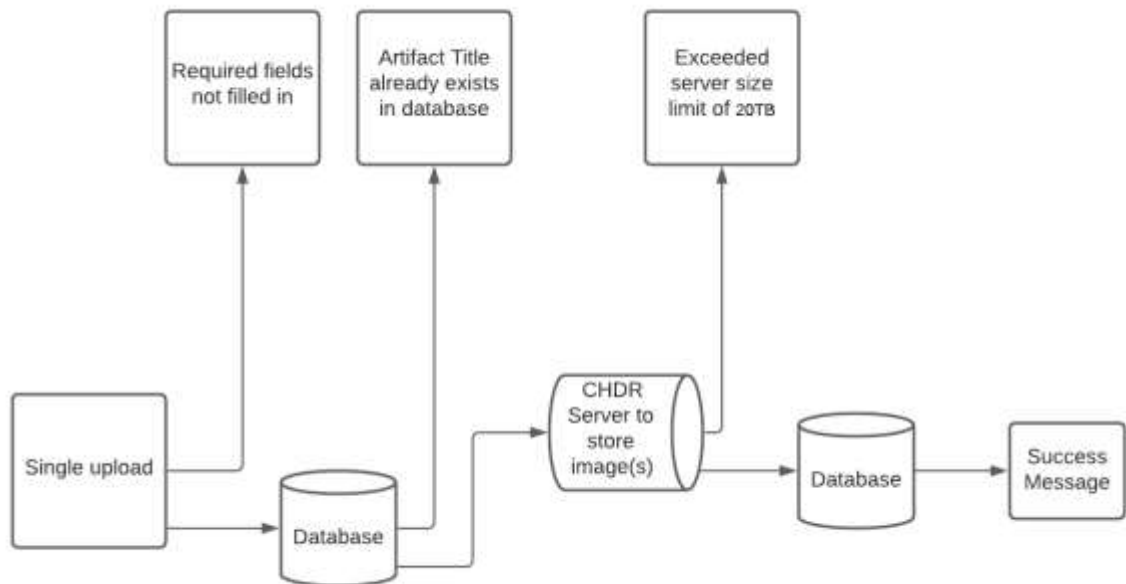 Required fields
not filled in
Artifact Title
already exists
in database
Exceeded
server size
limit of 20TB
Single upload
Database
CHDR
Server to
store
image(s)
Database
Success
Message